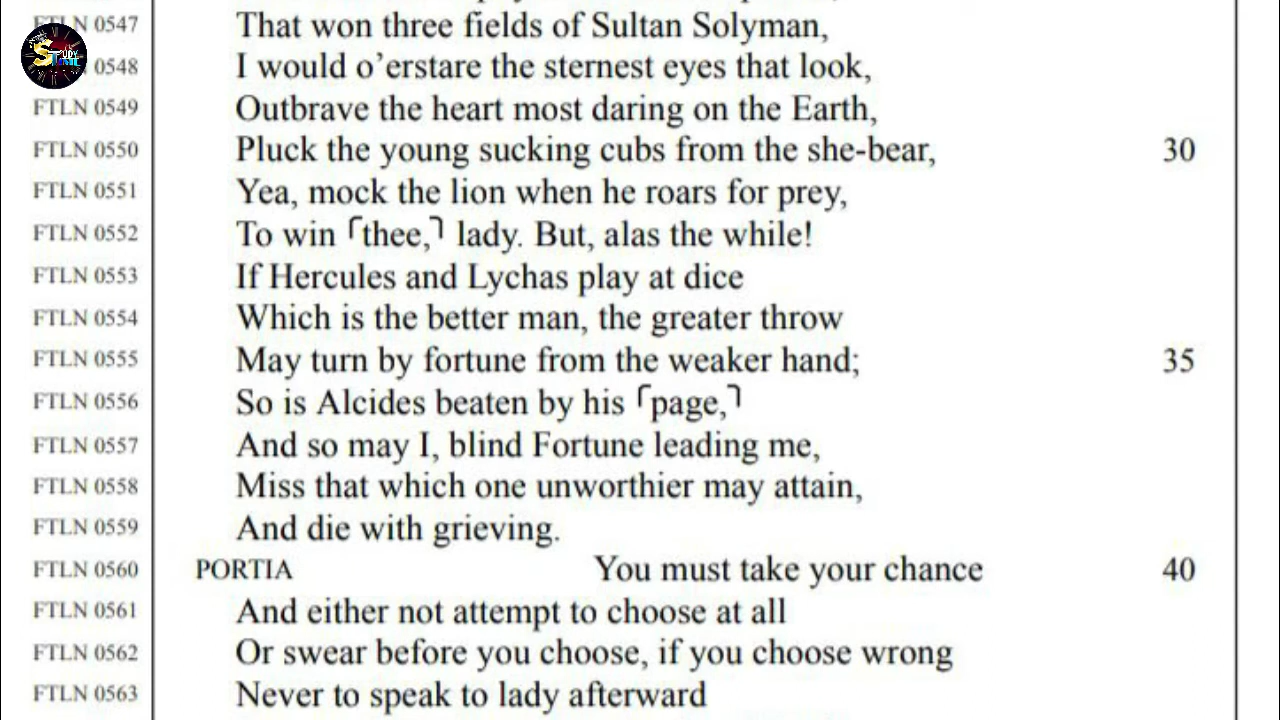 FTLN 0547 That won three fields of Sultan Solyman,
FTLN 0548 I would o’erstare the sternest eyes that look,
FTLN 0549 Outbrave the heart most daring on the Earth,
FTLN 0550 Pluck the young sucking cubs from the she-bear, 30
FTLN 0551 Yea, mock the lion when he roars for prey,
FTLN 0552 To win ⌜thee,⌝ lady. But, alas the while!
FTLN 0553 If Hercules and Lychas play at dice
FTLN 0554 Which is the better man, the greater throw
FTLN 0555 May turn by fortune from the weaker hand; 35
FTLN 0556 So is Alcides beaten by his ⌜page,⌝
FTLN 0557 And so may I, blind Fortune leading me,
FTLN 0558 Miss that which one unworthier may attain,
FTLN 0559 And die with grieving.
FTLN 0560 PORTIA You must take your chance 40
FTLN 0561 And either not attempt to choose at all
FTLN 0562 Or swear before you choose, if you choose wrong
FTLN 0563 Never to speak to lady afterward